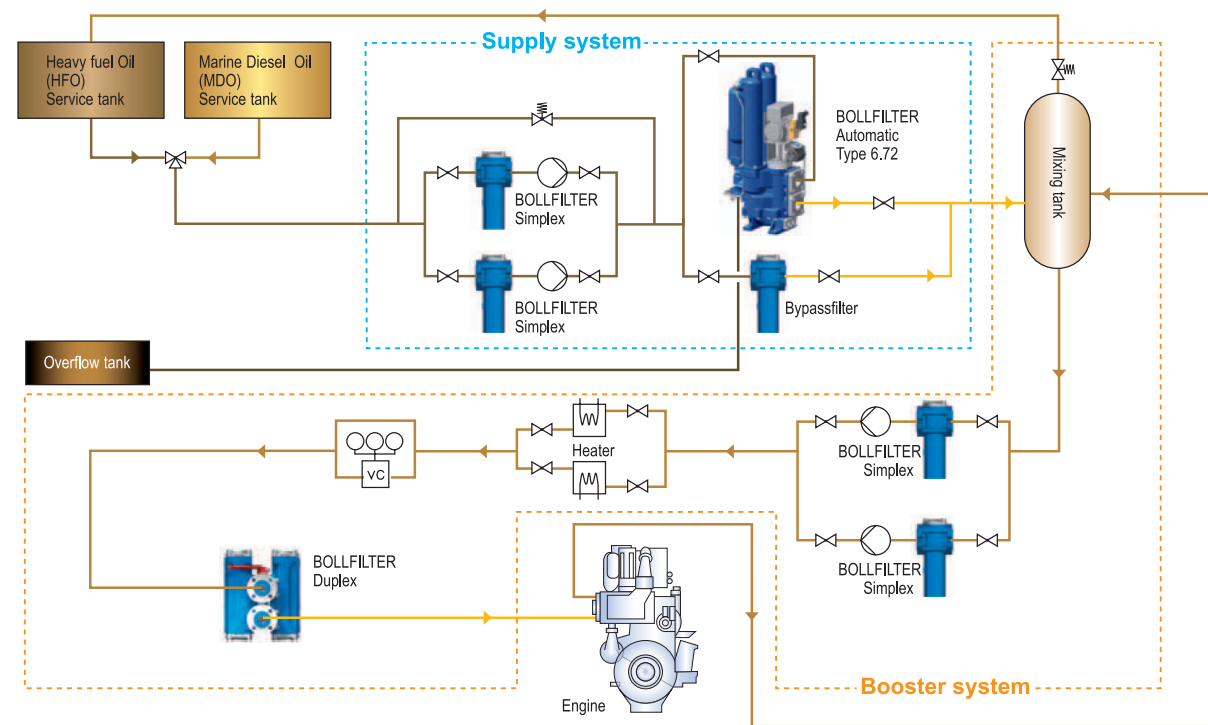 Supply system
Heavy fuel Oil
(HFO)
Service tank
Marine Diesel Oil
(MDO)
Service tank
BOLLFILTER
Automatic
Type 6.72
Mixing tank
BOLLFILTER
Simplex
BOLLFILTER
Simplex
Bypassfilter
Overflow tank
Heater
VC
BOLLFILTER
Simplex
BOLLFILTER
Simplex
BOLLFILTER
Duplex
Engine
Booster system